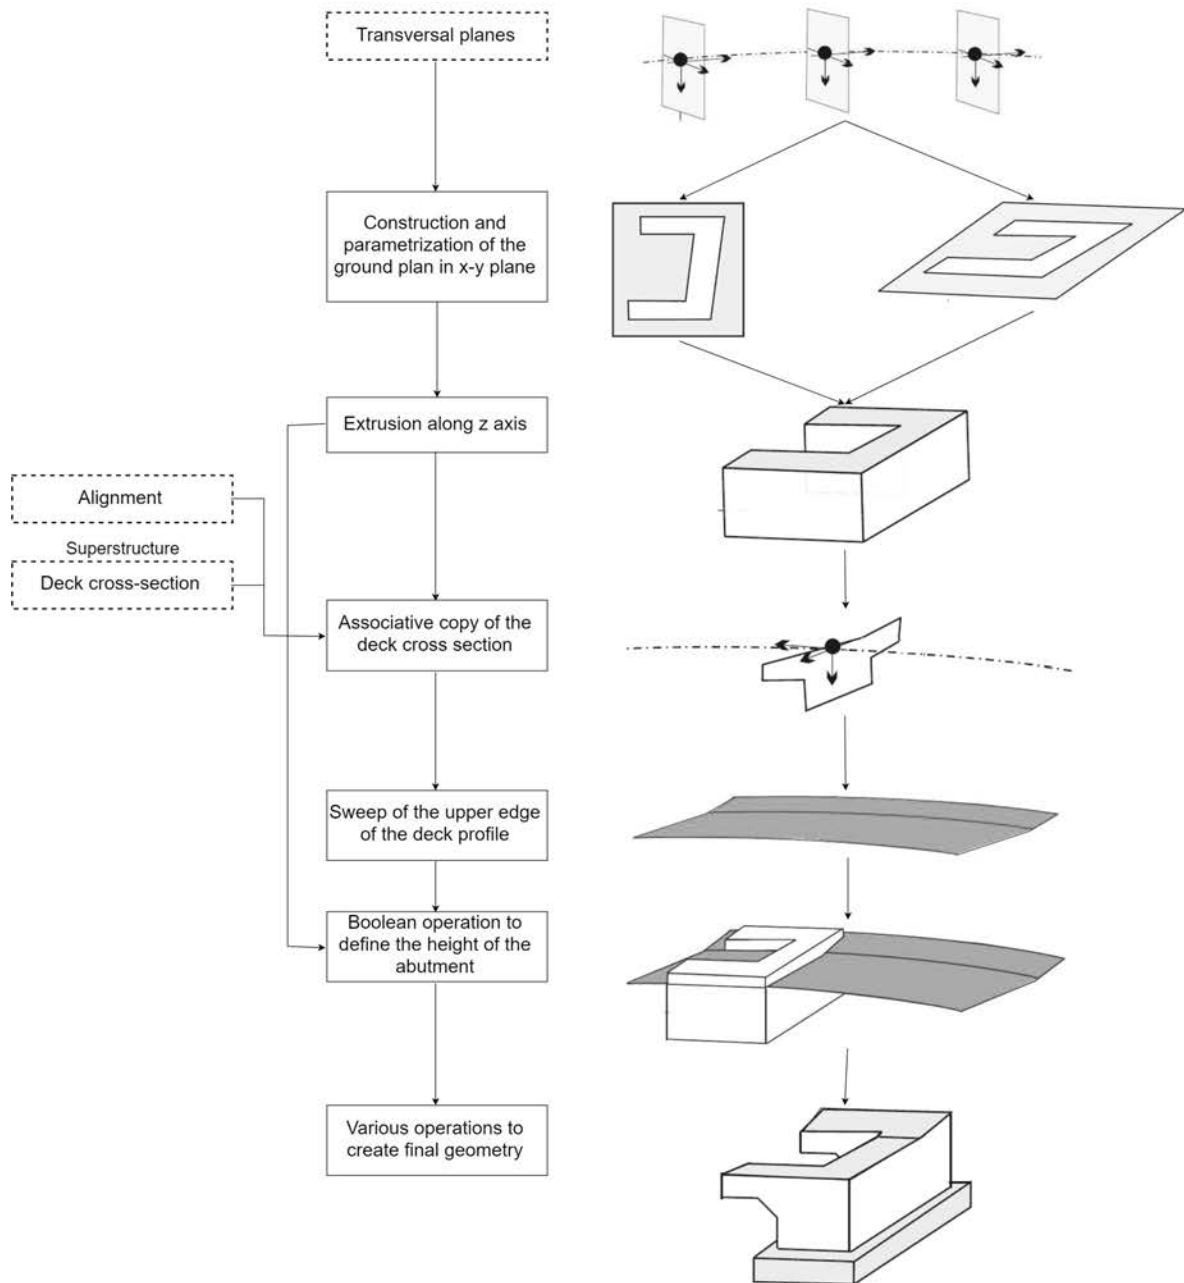 Transversal planes
Construction and
parametrization of the
ground plan in x-y plane
Extrusion along z axis
Alignment
Superstructure
Deck cross-section
Associative copy of the
deck cross section
Sweep of the upper edge
of the deck profile
Boolean operation to
define the height of the
abutment
Various operations to
create final geometry